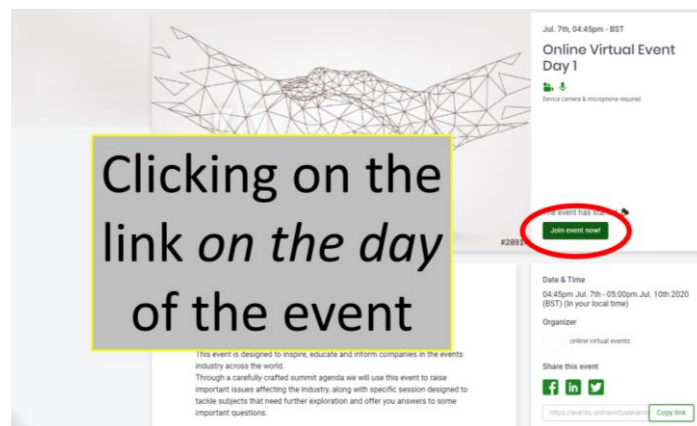 Jul. 7th, 04:45pm - BST
Online Virtual Event
Day 1
Device camera & microphone required
Clicking on the
link on the day
of the event
The event has
Join event now!
#2891
Date & Time
04:45pm Jul. 7th - 05:00pm Jul. 10th 2020
(BST) (in your local time)
Organizer
online virtual events
Share this event
Copy link
This event is designed to inspire, educate and inform companies in the events
industry across the world.
Through a carefully crafted summit agenda we will use this event to raise
important issues affecting the industry, along with specific session designed to
tackle subjects that need further exploration and offer you answers to some
important questions.